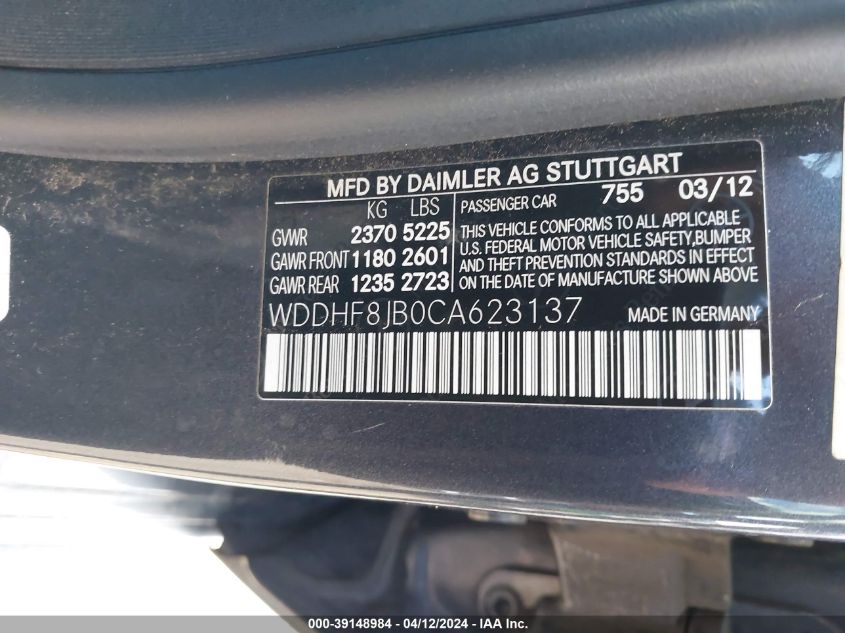 MFD BY DAIMLER AG STUTTGART
KG LBS
GVWR 2370 5225
GAWR FRONT 1180 2601
GAWR REAR 1235 2723
PASSENGER CAR 755 03/12
THIS VEHICLE CONFORMS TO ALL APPLICABLE
U.S. FEDERAL MOTOR VEHICLE SAFETY,BUMPER
AND THEFT PREVENTION STANDARDS IN EFFECT
ON THE DATE OF MANUFACTURE SHOWN ABOVE
WDDHF8JB0CA623137 MADE IN GERMANY
000-39148984 - 04/12/2024 - IAA Inc.